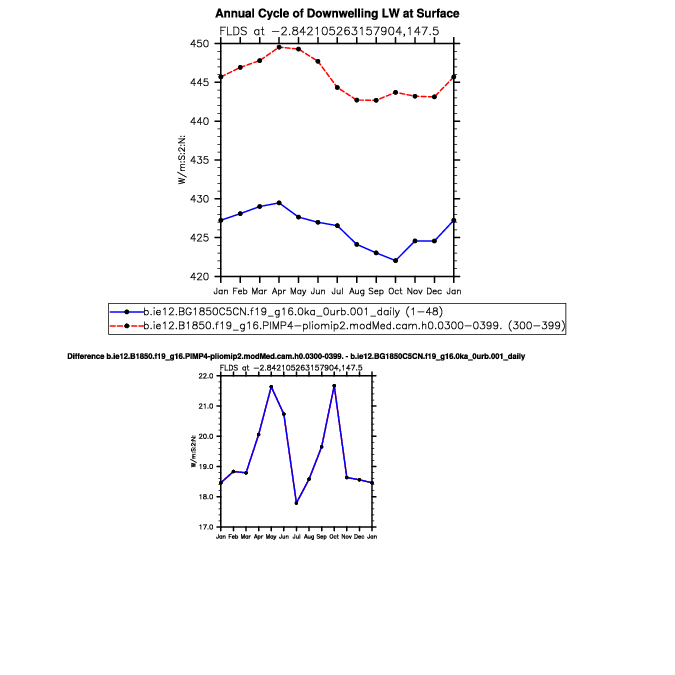 Annual Cycle of Downwelling LW at Surface
FLDS at −2.842105263157904,147.5
450
445
440
435
430
425
420
W/m:S:2:N:
Jan Feb Mar Apr May Jun Jul Aug Sep Oct Nov Dec Jan
b.ie12.BG1850C5CN.f19_g16.0ka_0urb.001_daily (1−48)
b.ie12.B1850.f19_g16.PIMP4−pliomip2.modMed.cam.h0.0300−0399. (300−399)
Difference b.ie12.B1850.f19_g16.PIMP4-pliomip2.modMed.cam.h0.0300-0399. - b.ie12.BG1850C5CN.f19_g16.0ka_0urb.001_daily
FLDS at −2.842105263157904,147.5
22.0
21.0
20.0
19.0
18.0
17.0
W/m:S:2:N:
Jan Feb Mar Apr May Jun Jul Aug Sep Oct Nov Dec Jan